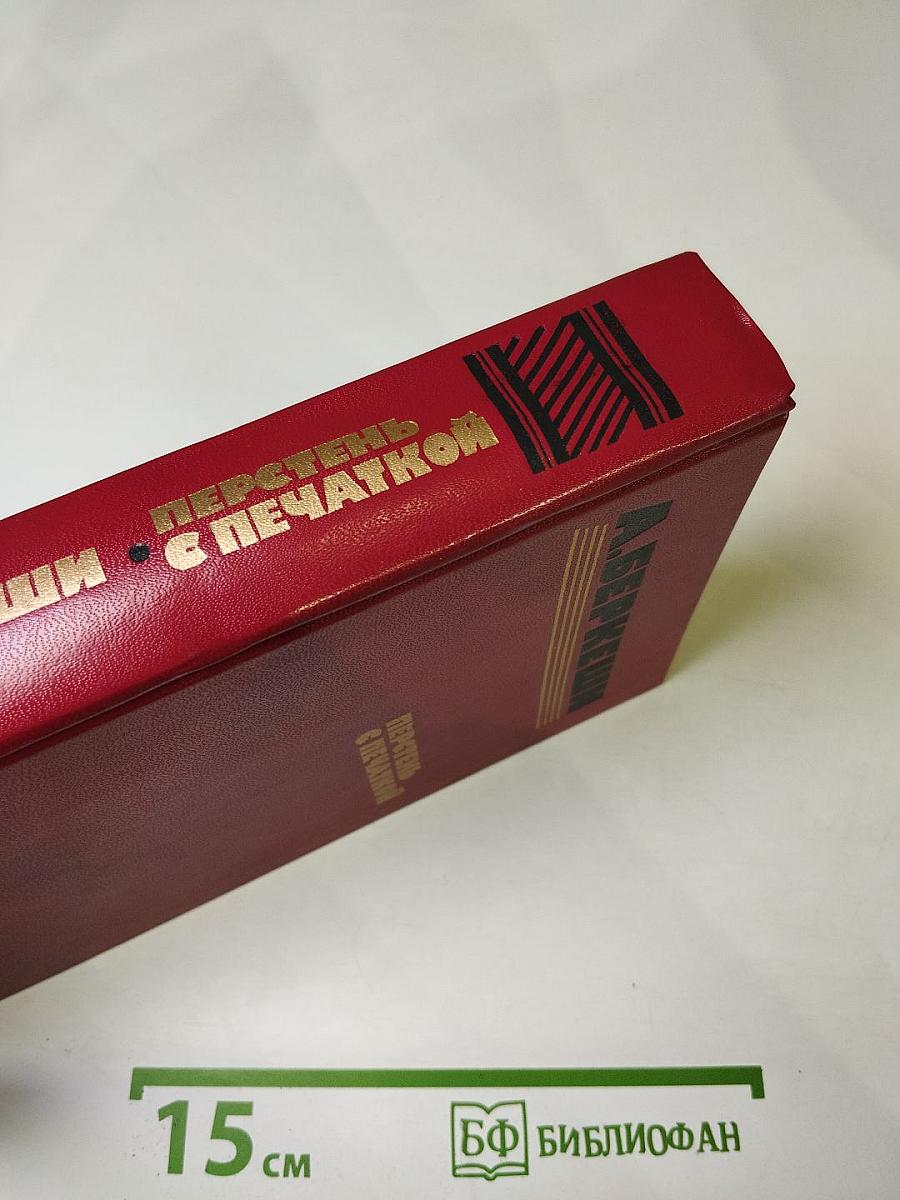 ШИ • ПЕРСТЕНЬ
С ПЕЧАТКОЙ
А.БЕРКЕШИ
ПЕРСТЕНЬ
С ПЕЧАТКОЙ
15 см
БФ БИБЛИОФАН